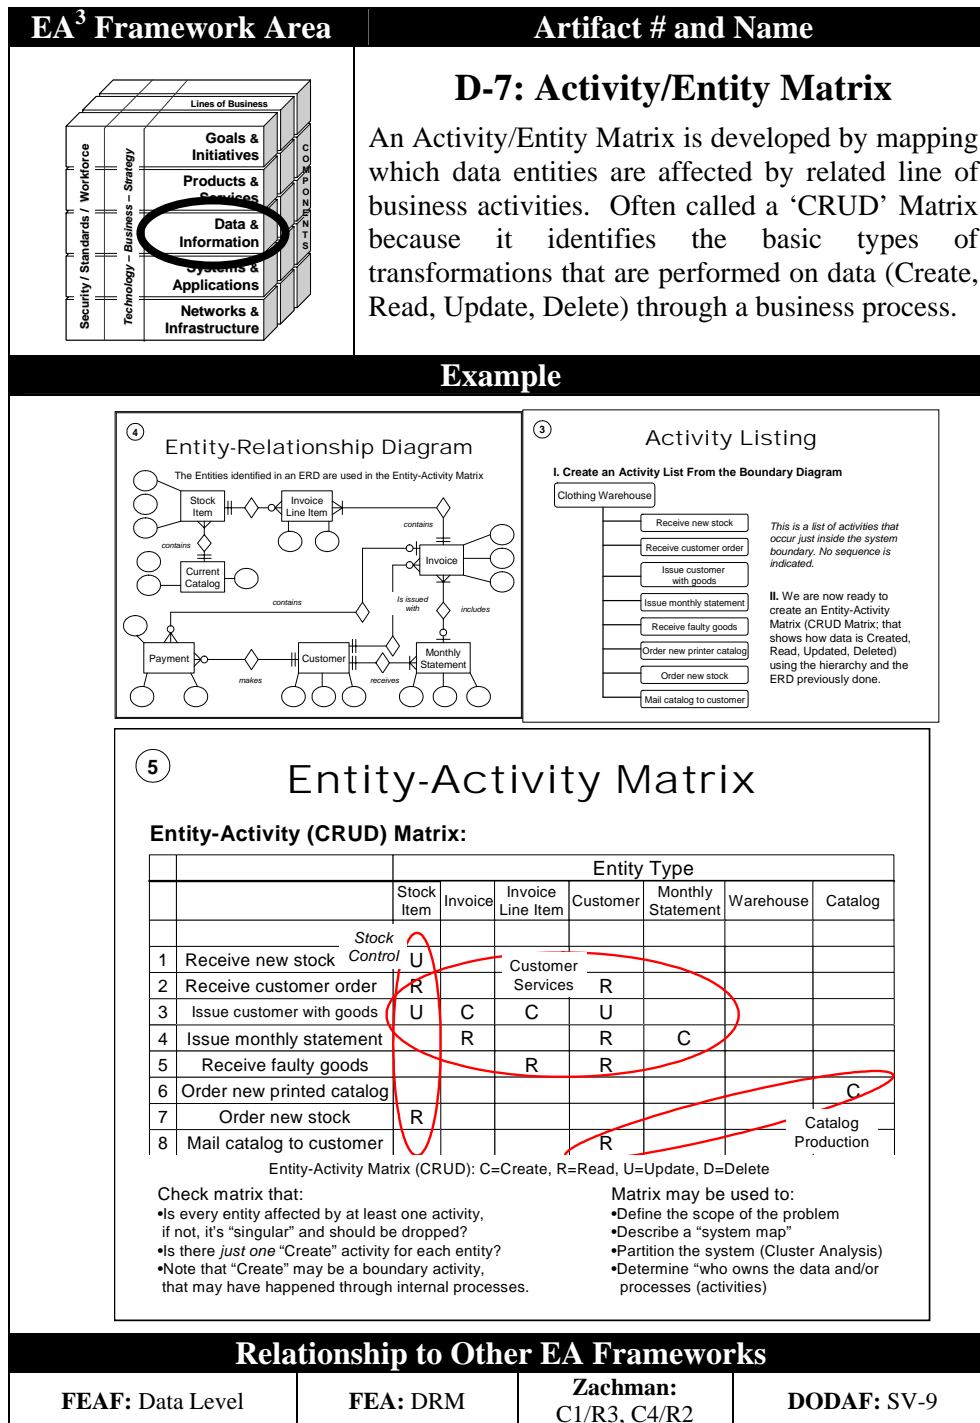 EA3 Framework Area
Artifact # and Name
Lines of Business
Security / Standards / Workforce
Technology – Business – Strategy
Goals &
Initiatives
Products &
Services
Data &
Information
Systems &
Applications
Networks &
Infrastructure
COMPONENTS
D-7: Activity/Entity Matrix
An Activity/Entity Matrix is developed by mapping
which data entities are affected by related line of
business activities. Often called a ‘CRUD’ Matrix
because it identifies the basic types of
transformations that are performed on data (Create,
Read, Update, Delete) through a business process.
Example
4
Entity-Relationship Diagram
The Entities identified in an ERD are used in the Entity-Activity Matrix
Stock
Item
Invoice
Line Item
contains
contains
Invoice
Current
Catalog
contains
Is issued
with
includes
Payment
Customer
Monthly
Statement
makes
receives
3
Activity Listing
I. Create an Activity List From the Boundary Diagram
Clothing Warehouse
Receive new stock
Receive customer order
Issue customer
with goods
Issue monthly statement
Receive faulty goods
Order new printer catalog
Order new stock
Mail catalog to customer
This is a list of activities that
occur just inside the system
boundary. No sequence is
indicated.
II. We are now ready to
create an Entity-Activity
Matrix (CRUD Matrix; that
shows how data is Created,
Read, Updated, Deleted)
using the hierarchy and the
ERD previously done.
5
Entity-Activity Matrix
Entity-Activity (CRUD) Matrix:
Entity Type
Stock
Item
Invoice
Invoice
Line Item
Customer
Monthly
Statement
Warehouse
Catalog
Stock
Control
Customer
Services
1 Receive new stock U
2 Receive customer order R R
3 Issue customer with goods U C C U
4 Issue monthly statement R R C
5 Receive faulty goods R R
6 Order new printed catalog C
7 Order new stock R
8 Mail catalog to customer R
Catalog
Production
Entity-Activity Matrix (CRUD): C=Create, R=Read, U=Update, D=Delete
Check matrix that:
•Is every entity affected by at least one activity,
if not, it’s “singular” and should be dropped?
•Is there just one “Create” activity for each entity?
•Note that “Create” may be a boundary activity,
that may have happened through internal processes.
Matrix may be used to:
•Define the scope of the problem
•Describe a “system map”
•Partition the system (Cluster Analysis)
•Determine “who owns the data and/or
processes (activities)
Relationship to Other EA Frameworks
FEAF: Data Level
FEA: DRM
Zachman:
C1/R3, C4/R2
DODAF: SV-9